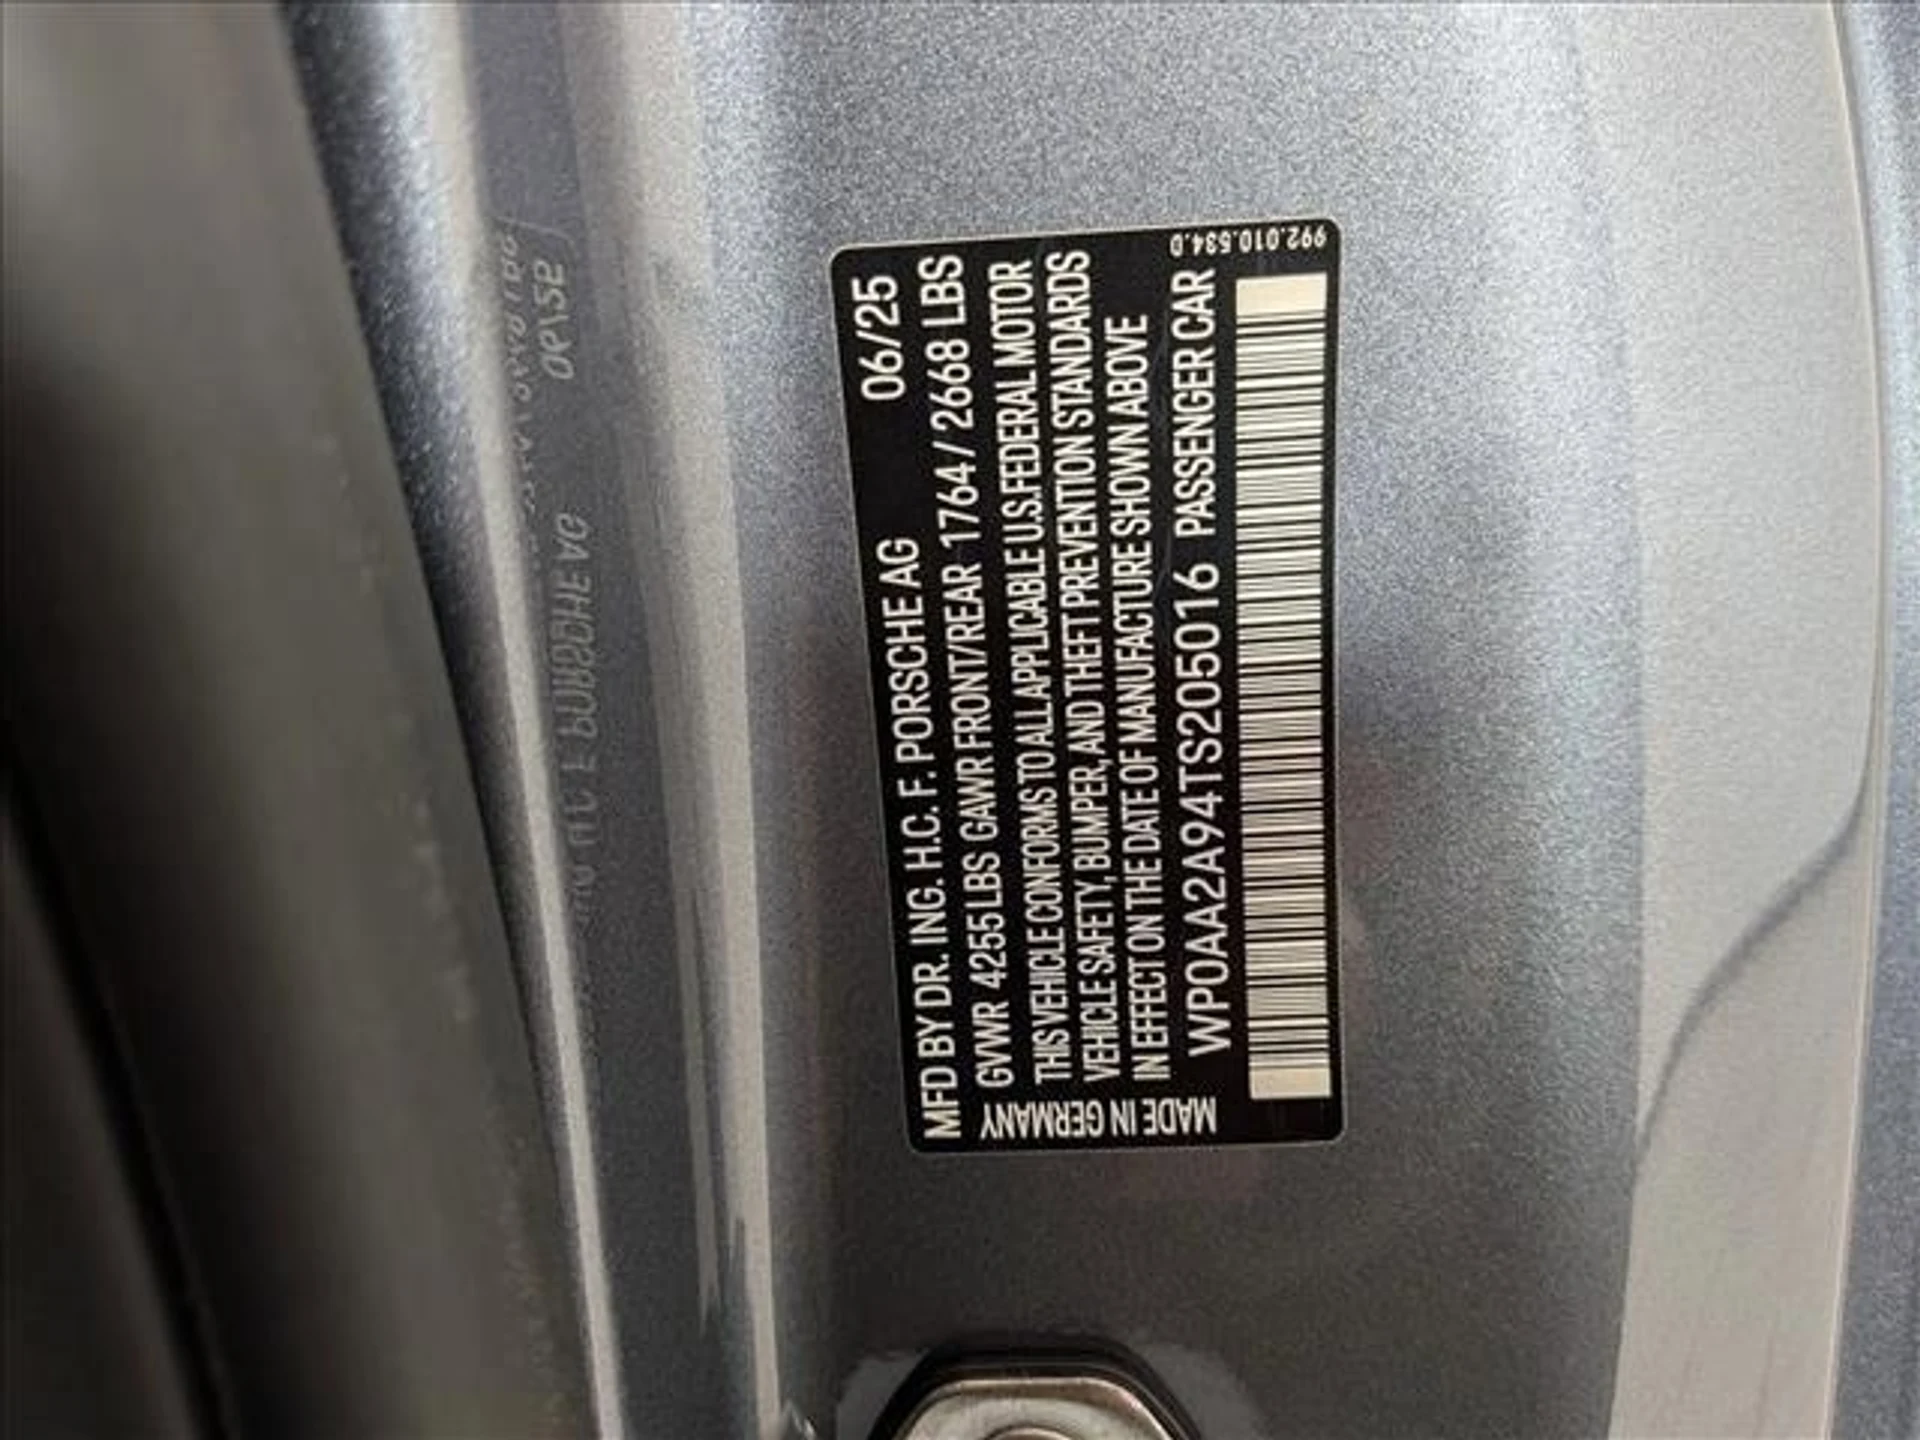 MFD BY DR. ING. H.C. F. PORSCHE AG 06/25
GVWR 4255 LBS GAWR FRONT/REAR 1764/2668 LBS
THIS VEHICLE CONFORMS TO ALL APPLICABLE U.S. FEDERAL MOTOR
VEHICLE SAFETY, BUMPER, AND THEFT PREVENTION STANDARDS
IN EFFECT ON THE DATE OF MANUFACTURE SHOWN ABOVE
WP0AA2A94TS205016 PASSENGER CAR
MADE IN GERMANY
992.010.534.D